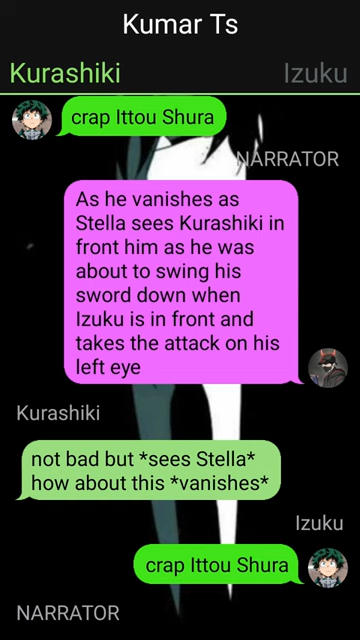 Kumar Ts
Kurashiki
Izuku
crap Ittou Shura
NARRATOR
As he vanishes as
Stella sees Kurashiki in
front him as he was
about to swing his
sword down when
Izuku is in front and
takes the attack on his
left eye
Kurashiki
not bad but *sees Stella*
how about this *vanishes*
Izuku
crap Ittou Shura
NARRATOR